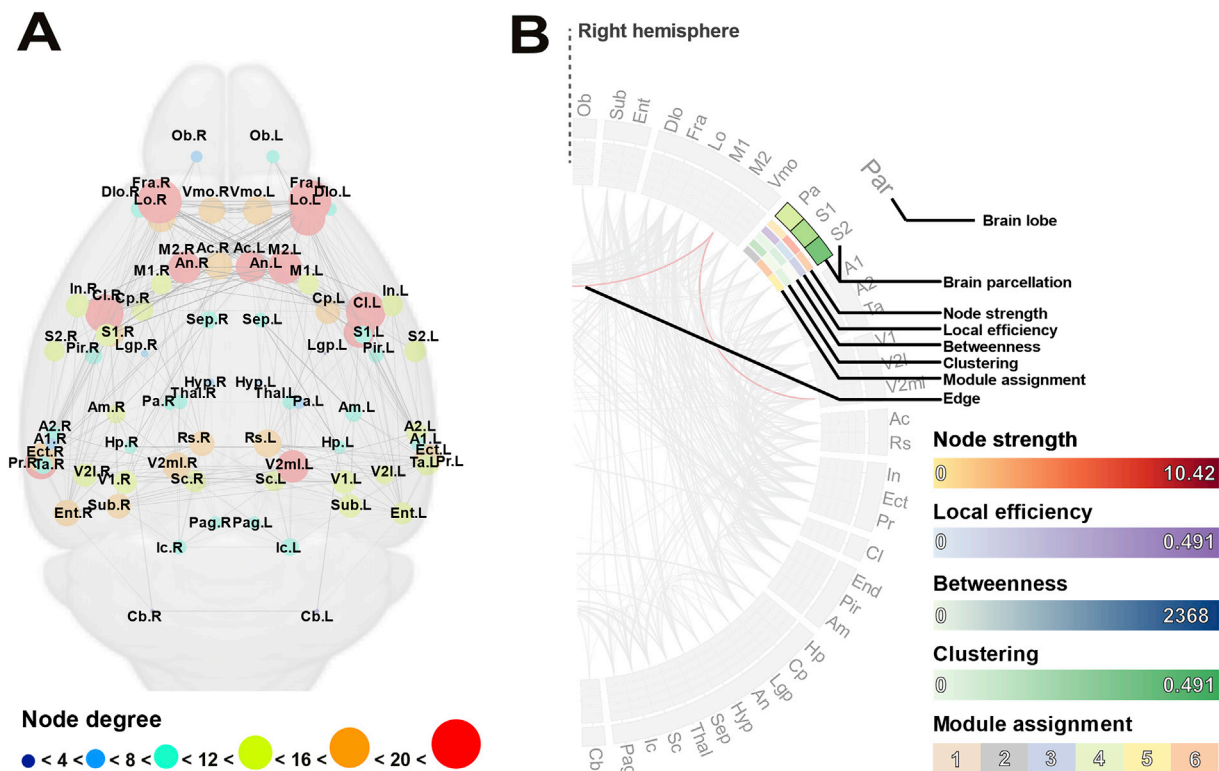 A
Ob.R
Ob.L
Fra.R
Dlo.R
Lo.R
Vmo.R
Vmo.L
Fra.L
Dlo.L
Lo.L
M2.R
Ac.R
Ac.L
M2.L
An.R
An.L
M1.R
M1.L
In.R
Cl.R
Cp.R
Cp.L
Cl.L
In.L
Sep.R
Sep.L
S1.R
S1.L
S2.R
S2.L
Pir.R
Lgp.R
Lgp.L
Pir.L
Hyp.R
Hyp.L
Thal.R
Thal.L
Pa.R
Pa.L
Am.R
Am.L
A2.R
A2.L
A1.R
A1.L
Hp.R
Rs.R
Rs.L
Hp.L
Ect.R
Ect.L
Pr.R
Ta.R
Ta.L
Pr.L
V2l.R
V2ml.R
V2ml.L
V2l.L
V1.R
Sc.R
Sc.L
V1.L
Ent.R
Sub.R
Sub.L
Ent.L
Pag.R
Pag.L
Ic.R
Ic.L
Cb.R
Cb.L
Node degree
< 4 < < 8 < < 12 < < 16 < < 20 <
B
Right hemisphere
Ob
Sub
Ent
Dlo
Fra
Lo
M1
M2
Vmo
Pa
S1
S2
Par
A1
A2
Ta
V1
V2l
V2ml
Ac
Rs
In
Ect
Pr
Cl
End
Pir
Am
Hp
Cp
Lgp
An
Hyp
Sep
Thal
Sc
Ic
Pag
Cb
Brain lobe
Brain parcellation
Node strength
Local efficiency
Betweenness
Clustering
Module assignment
Edge
Node strength
0 10.42
Local efficiency
0 0.491
Betweenness
0 2368
Clustering
0 0.491
Module assignment
1 2 3 4 5 6